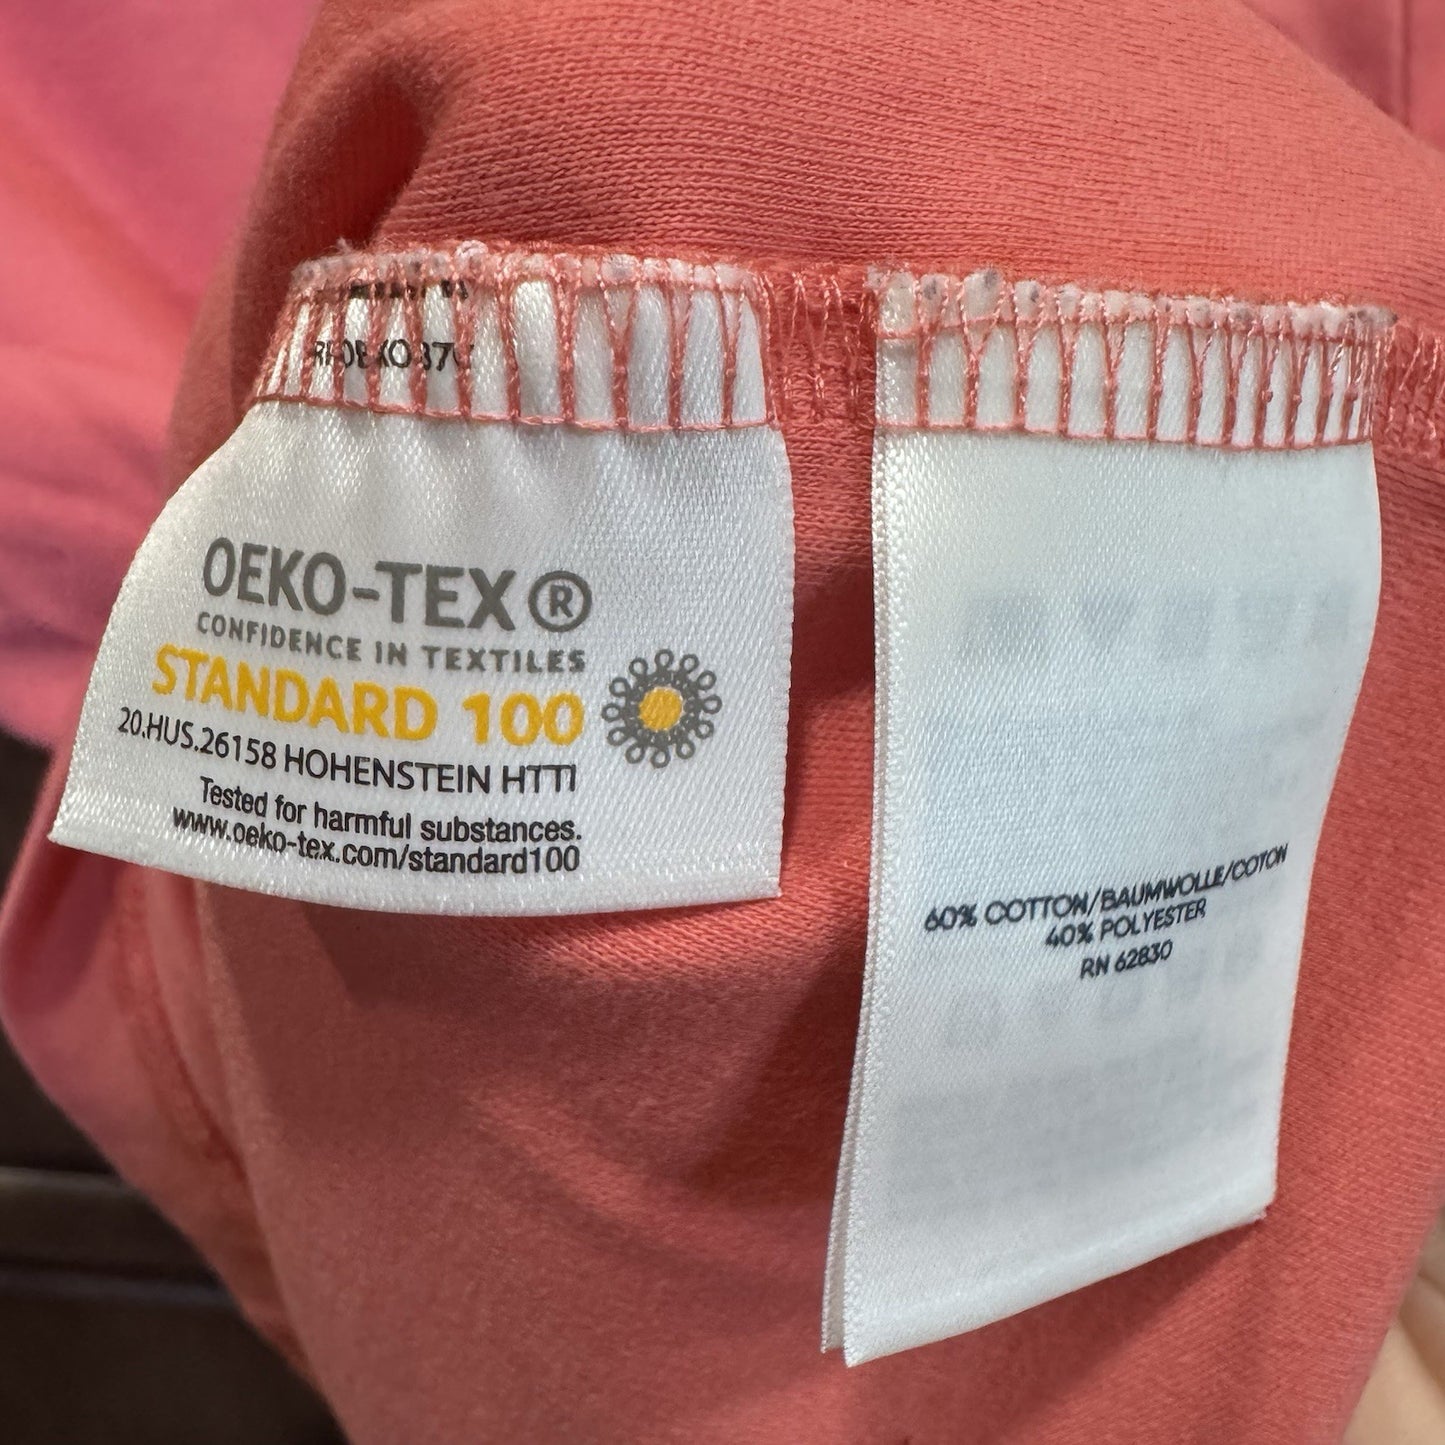 OEKO-TEX®
CONFIDENCE IN TEXTILES
STANDARD 100
20.HUS.26158 HOHENSTEIN HTTI
Tested for harmful substances.
www.oeko-tex.com/standard100
60% COTTON/BAUMWOLLE/COTON
40% POLYESTER
RN 62830